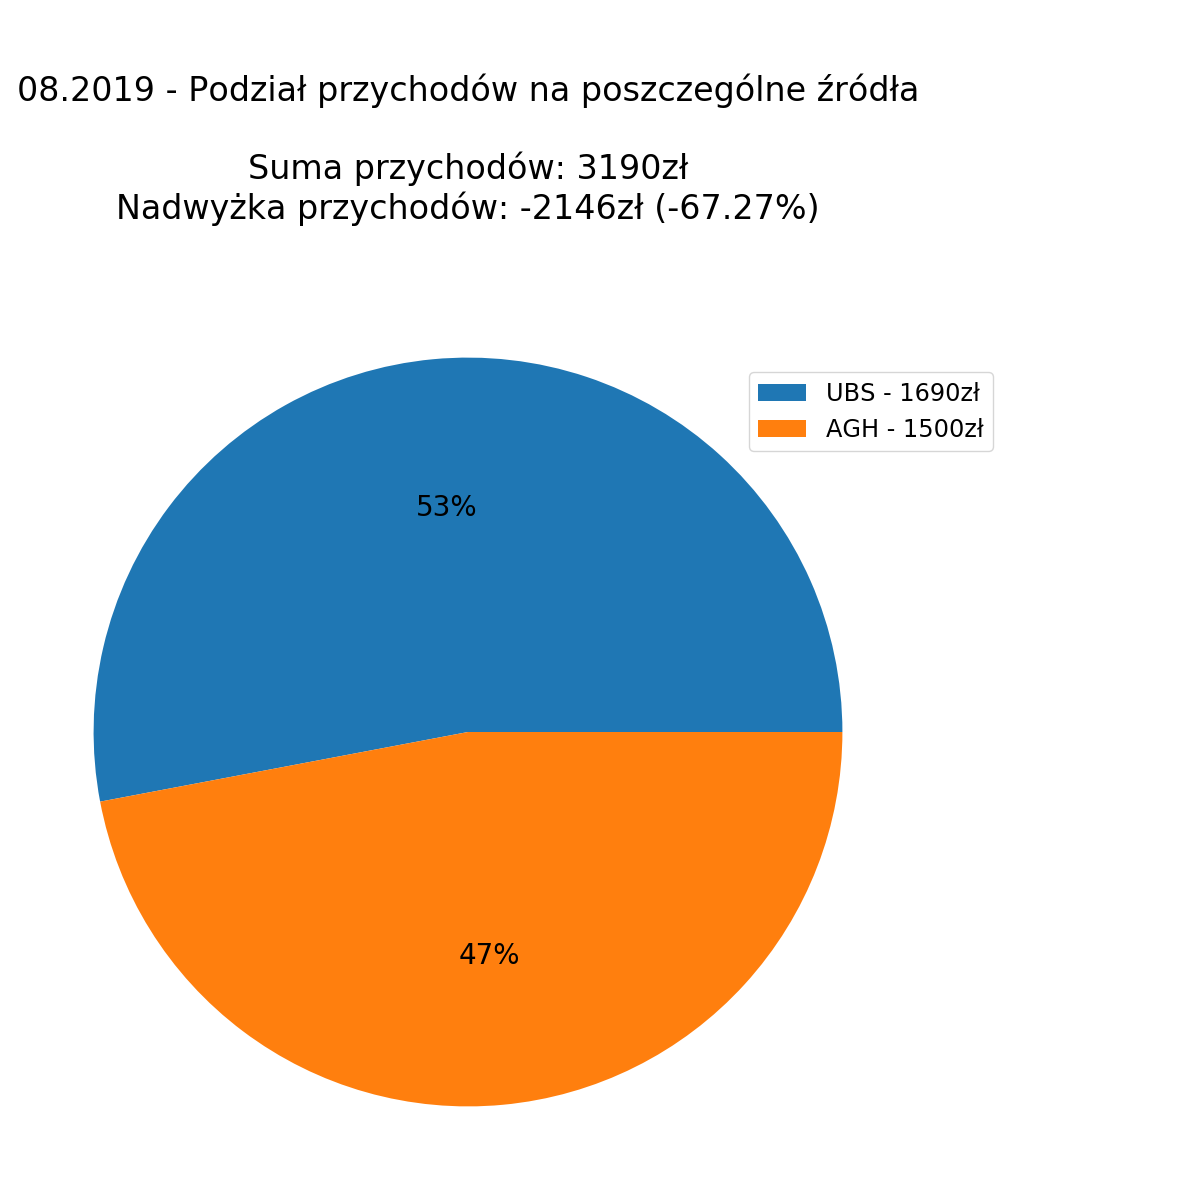 08.2019 - Podział przychodów na poszczególne źródła
Suma przychodów: 3190zł
Nadwyżka przychodów: -2146zł (-67.27%)
UBS - 1690zł
AGH - 1500zł
53%
47%